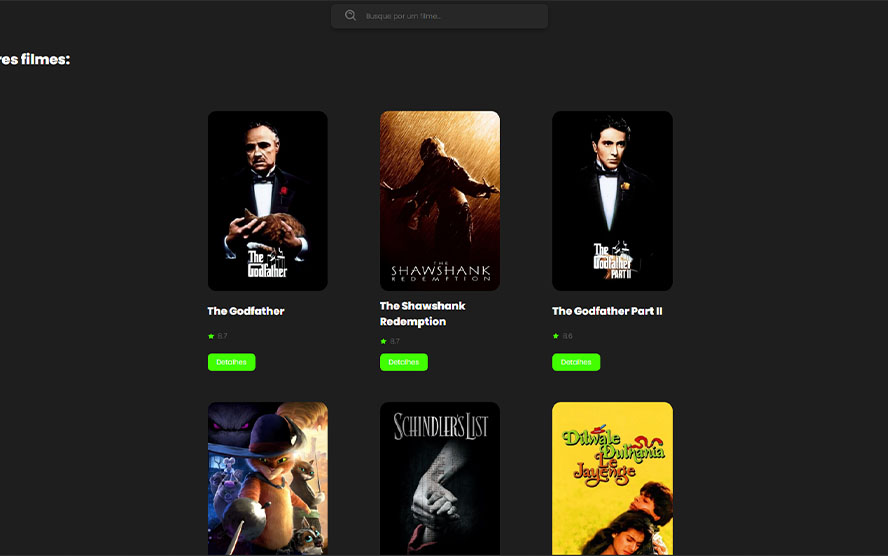 Busque por um filme...
res filmes:
The Godfather
The Shawshank Redemption
The Godfather Part II
The Godfather
The Shawshank
Redemption
The Godfather Part II
8.7
8.7
8.6
Detalhes
Detalhes
Detalhes
Schindler's List
Dilwale
Dulhania
Le
Jayenge